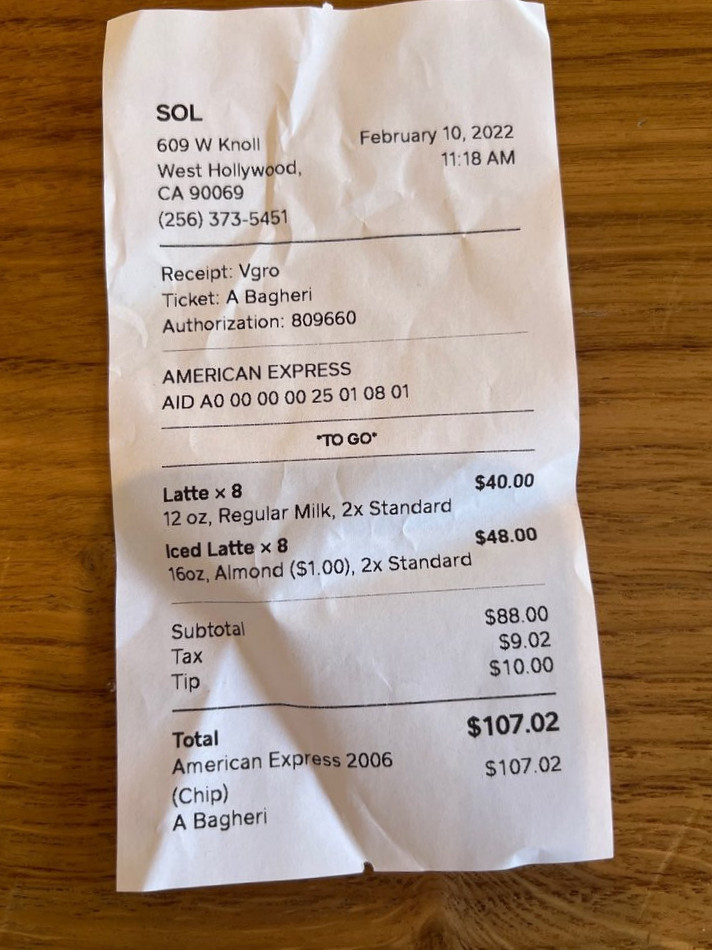 SOL
609 W Knoll
West Hollywood,
CA 90069
(256) 373-5451
February 10, 2022
11:18 AM
Receipt: Vgro
Ticket: A Bagheri
Authorization: 809660
AMERICAN EXPRESS
AID A0 00 00 00 25 01 08 01
*TO GO*
Latte × 8 $40.00
12 oz, Regular Milk, 2x Standard
Iced Latte × 8 $48.00
16oz, Almond ($1.00), 2x Standard
Subtotal $88.00
Tax $9.02
Tip $10.00
Total $107.02
American Express 2006 $107.02
(Chip)
A Bagheri